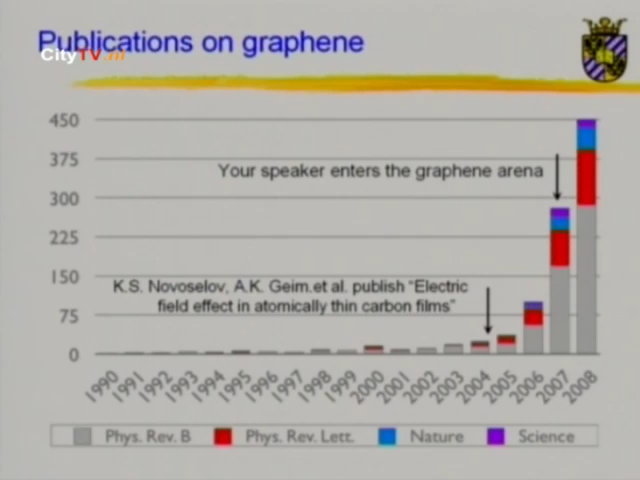 Publications on graphene
CityTV.nl
450
375
300
225
150
75
0
Your speaker enters the graphene arena
K.S. Novoselov, A.K. Geim.et al. publish “Electric
field effect in atomically thin carbon films”
1990 1991 1992 1993 1994 1995 1996 1997 1998 1999 2000 2001 2002 2003 2004 2005 2006 2007 2008
Phys. Rev. B Phys. Rev. Lett. Nature Science